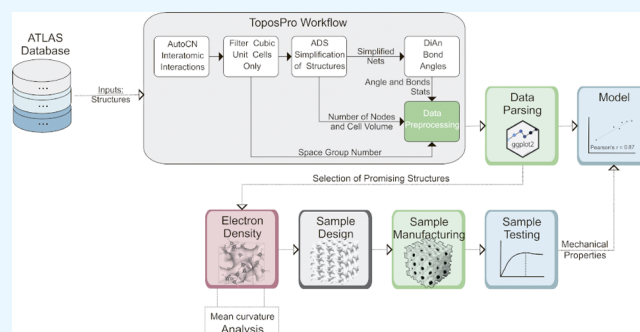 ToposPro Workflow
ATLAS
Database
...
...
...
Inputs:
Structures
AutoCN
Interatomic
Interactions
Filter Cubic
Unit Cells
Only
ADS
Simplification
of Structures
Simplified
Nets
DiAn
Bond
Angles
Angle and Bonds
Stats
Number of Nodes
and Cell Volume
Data
Preprocessing
Space Group Number
Data
Parsing
ggplot2
Model
Pearson's r = 0.87
Selection of Promising Structures
Electron
Density
Sample
Design
Sample
Manufacturing
Sample
Testing
Mechanical
Properties
Mean curvature
Analysis